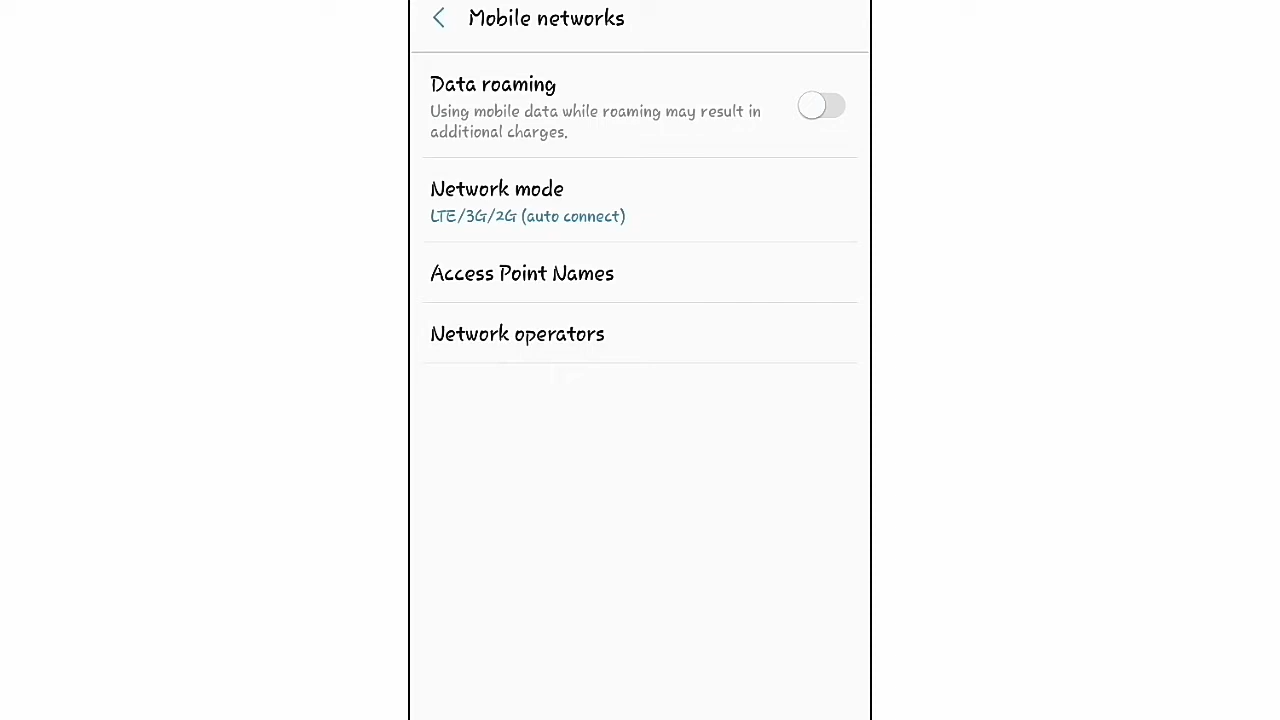 Mobile networks
Data roaming
Using mobile data while roaming may result in
additional charges.
Network mode
LTE/3G/2G (auto connect)
Access Point Names
Network operators